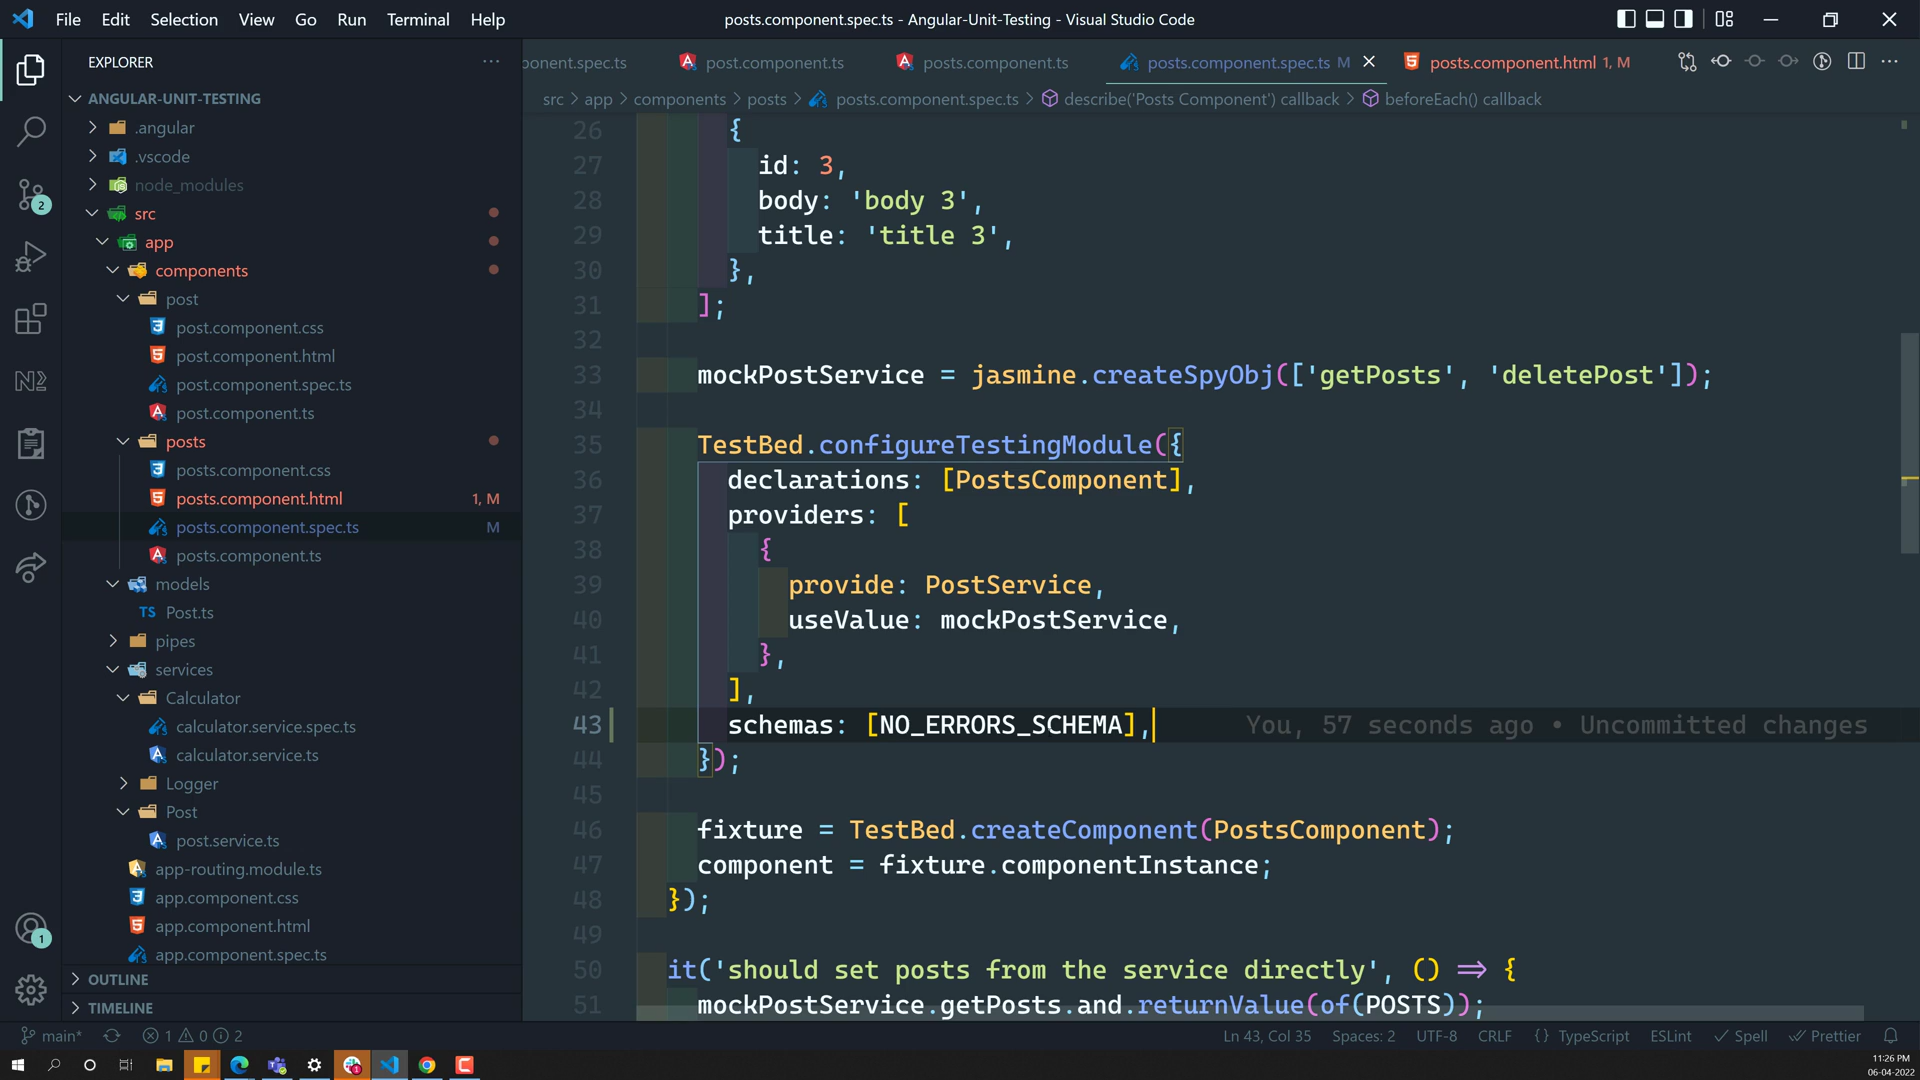 File Edit Selection View Go Run Terminal Help
posts.component.spec.ts - Angular-Unit-Testing - Visual Studio Code
EXPLORER
ANGULAR-UNIT-TESTING
.angular
.vscode
node_modules
src
app
components
post
post.component.css
post.component.html
post.component.spec.ts
post.component.ts
posts
posts.component.css
posts.component.html 1, M
posts.component.spec.ts M
posts.component.ts
models
TS Post.ts
pipes
services
Calculator
calculator.service.spec.ts
calculator.service.ts
Logger
Post
post.service.ts
app-routing.module.ts
app.component.css
app.component.html
app.component.spec.ts
OUTLINE
TIMELINE
2
1
ponent.spec.ts post.component.ts posts.component.ts posts.component.spec.ts M posts.component.html 1, M
src > app > components > posts > posts.component.spec.ts > describe('Posts Component') callback > beforeEach() callback
26 {
27 id: 3,
28 body: 'body 3',
29 title: 'title 3',
30 },
31 ];
32
33 mockPostService = jasmine.createSpyObj(['getPosts', 'deletePost']);
34
35 TestBed.configureTestingModule({
36 declarations: [PostsComponent],
37 providers: [
38 {
39 provide: PostService,
40 useValue: mockPostService,
41 },
42 ],
43 schemas: [NO_ERRORS_SCHEMA], You, 57 seconds ago • Uncommitted changes
44 });
45
46 fixture = TestBed.createComponent(PostsComponent);
47 component = fixture.componentInstance;
48 });
49
50 it('should set posts from the service directly', () => {
51 mockPostService.getPosts.and.returnValue(of(POSTS));
main* 1 0 2
Ln 43, Col 35 Spaces: 2 UTF-8 CRLF {} TypeScript ESLint Spell Prettier
11:26 PM
06-04-2022